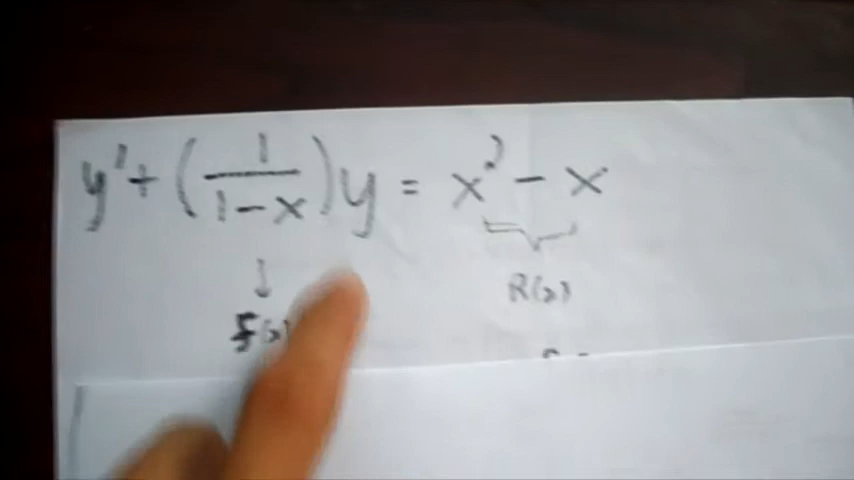 y' + (1/(1-x)) y = x² - x
↓
f(x) R(x)